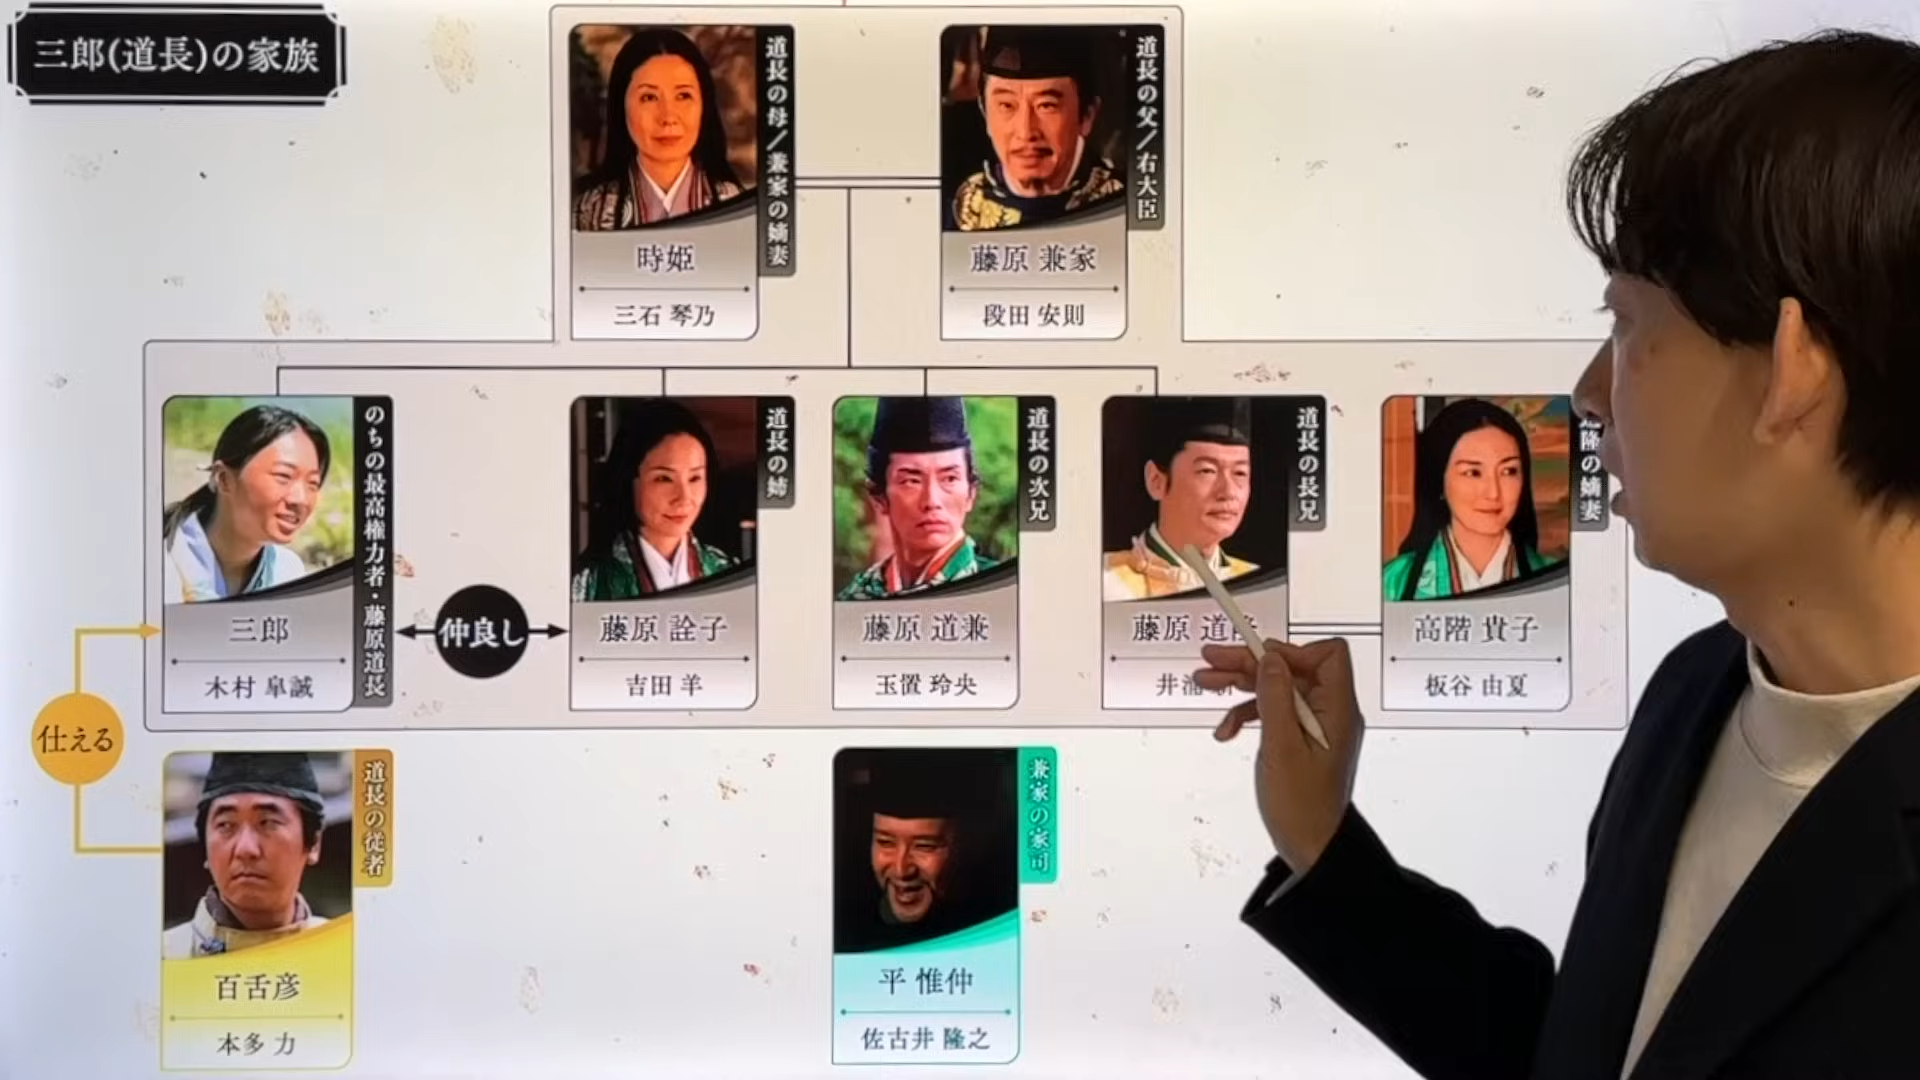 三郎(道長)の家族
道長の母／兼家の嫡妻
時姫
三石 琴乃
道長の父／右大臣
藤原 兼家
段田 安則
のちの最高権力者・藤原道長
三郎
木村 皐誠
仲良し
道長の姉
藤原 詮子
吉田 羊
道長の次兄
藤原 道兼
玉置 玲央
道長の長兄
藤原 道隆
井浦
道隆の嫡妻
高階 貴子
板谷 由夏
仕える
道長の従者
百舌彦
本多 力
兼家の家司
平 惟仲
佐古井 隆之